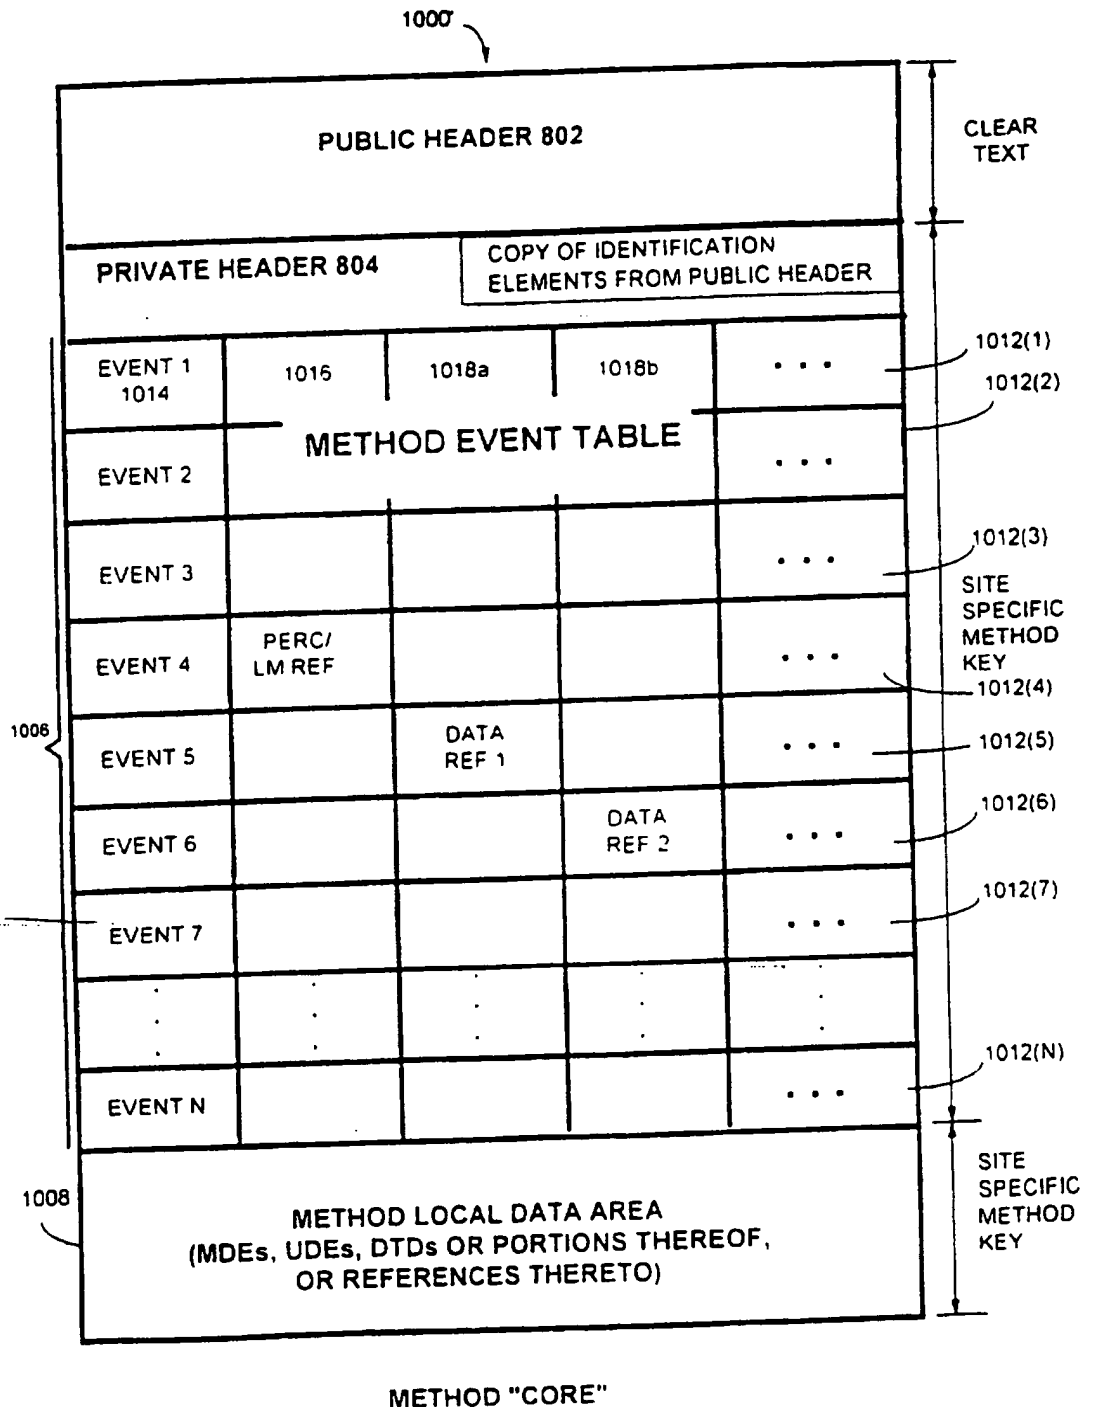 1000
PUBLIC HEADER 802
CLEAR
TEXT
PRIVATE HEADER 804
COPY OF IDENTIFICATION
ELEMENTS FROM PUBLIC HEADER
EVENT 1
1014
1016
1018a
1018b
• • •
1012(1)
1012(2)
METHOD EVENT TABLE
EVENT 2
• • •
EVENT 3
• • •
1012(3)
SITE
SPECIFIC
METHOD
KEY
EVENT 4
PERC/
LM REF
• • •
1012(4)
1006
EVENT 5
DATA
REF 1
• • •
1012(5)
EVENT 6
DATA
REF 2
• • •
1012(6)
EVENT 7
• • •
1012(7)
EVENT N
• • •
1012(N)
1008
METHOD LOCAL DATA AREA
(MDEs, UDEs, DTDs OR PORTIONS THEREOF,
OR REFERENCES THERETO)
SITE
SPECIFIC
METHOD
KEY
METHOD "CORE"